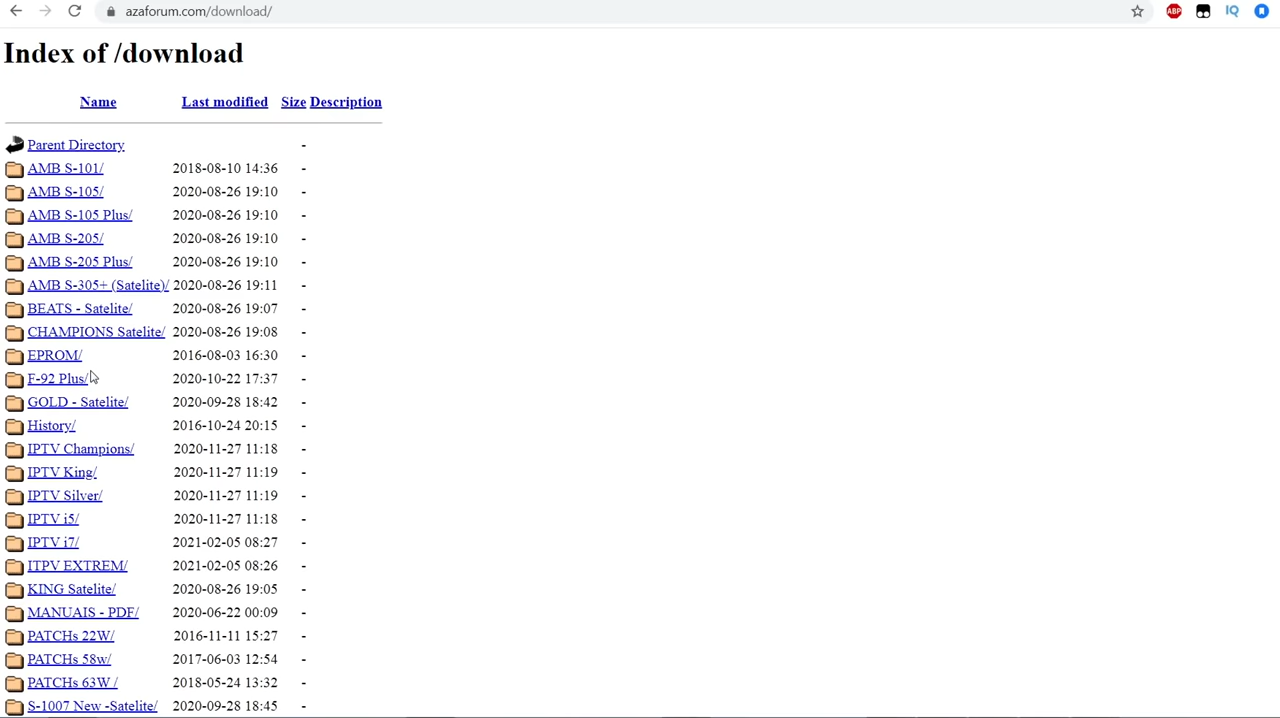 azaforum.com/download/
ABP
IQ
Index of /download
Name Last modified Size Description
Parent Directory -
AMB S-101/ 2018-08-10 14:36 -
AMB S-105/ 2020-08-26 19:10 -
AMB S-105 Plus/ 2020-08-26 19:10 -
AMB S-205/ 2020-08-26 19:10 -
AMB S-205 Plus/ 2020-08-26 19:10 -
AMB S-305+ (Satelite)/ 2020-08-26 19:11 -
BEATS - Satelite/ 2020-08-26 19:07 -
CHAMPIONS Satelite/ 2020-08-26 19:08 -
EPROM/ 2016-08-03 16:30 -
F-92 Plus/ 2020-10-22 17:37 -
GOLD - Satelite/ 2020-09-28 18:42 -
History/ 2016-10-24 20:15 -
IPTV Champions/ 2020-11-27 11:18 -
IPTV King/ 2020-11-27 11:19 -
IPTV Silver/ 2020-11-27 11:19 -
IPTV i5/ 2020-11-27 11:18 -
IPTV i7/ 2021-02-05 08:27 -
ITPV EXTREM/ 2021-02-05 08:26 -
KING Satelite/ 2020-08-26 19:05 -
MANUAIS - PDF/ 2020-06-22 00:09 -
PATCHs 22W/ 2016-11-11 15:27 -
PATCHs 58w/ 2017-06-03 12:54 -
PATCHs 63W / 2018-05-24 13:32 -
S-1007 New -Satelite/ 2020-09-28 18:45 -